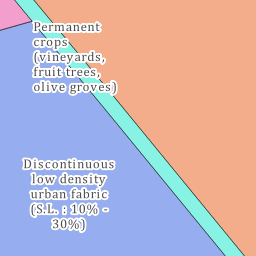 Permanent
crops
(vineyards,
fruit trees,
olive groves)
Discontinuous
low density
urban fabric
(S.L. : 10% -
30%)